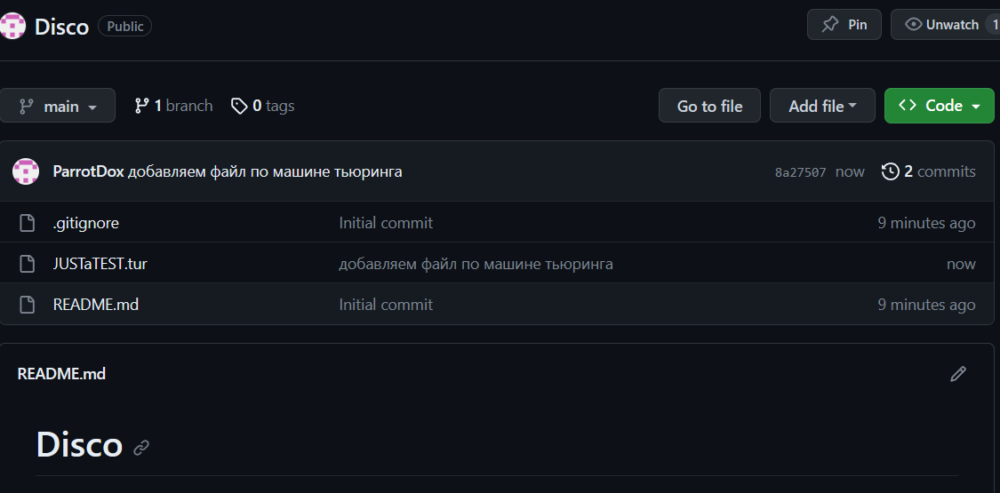 Disco Public Pin Unwatch 1
main 1 branch 0 tags Go to file Add file Code
ParrotDox добавляем файл по машине тьюринга 8a27507 now 2 commits
.gitignore Initial commit 9 minutes ago
JUSTaTEST.tur добавляем файл по машине тьюринга now
README.md Initial commit 9 minutes ago
README.md
Disco